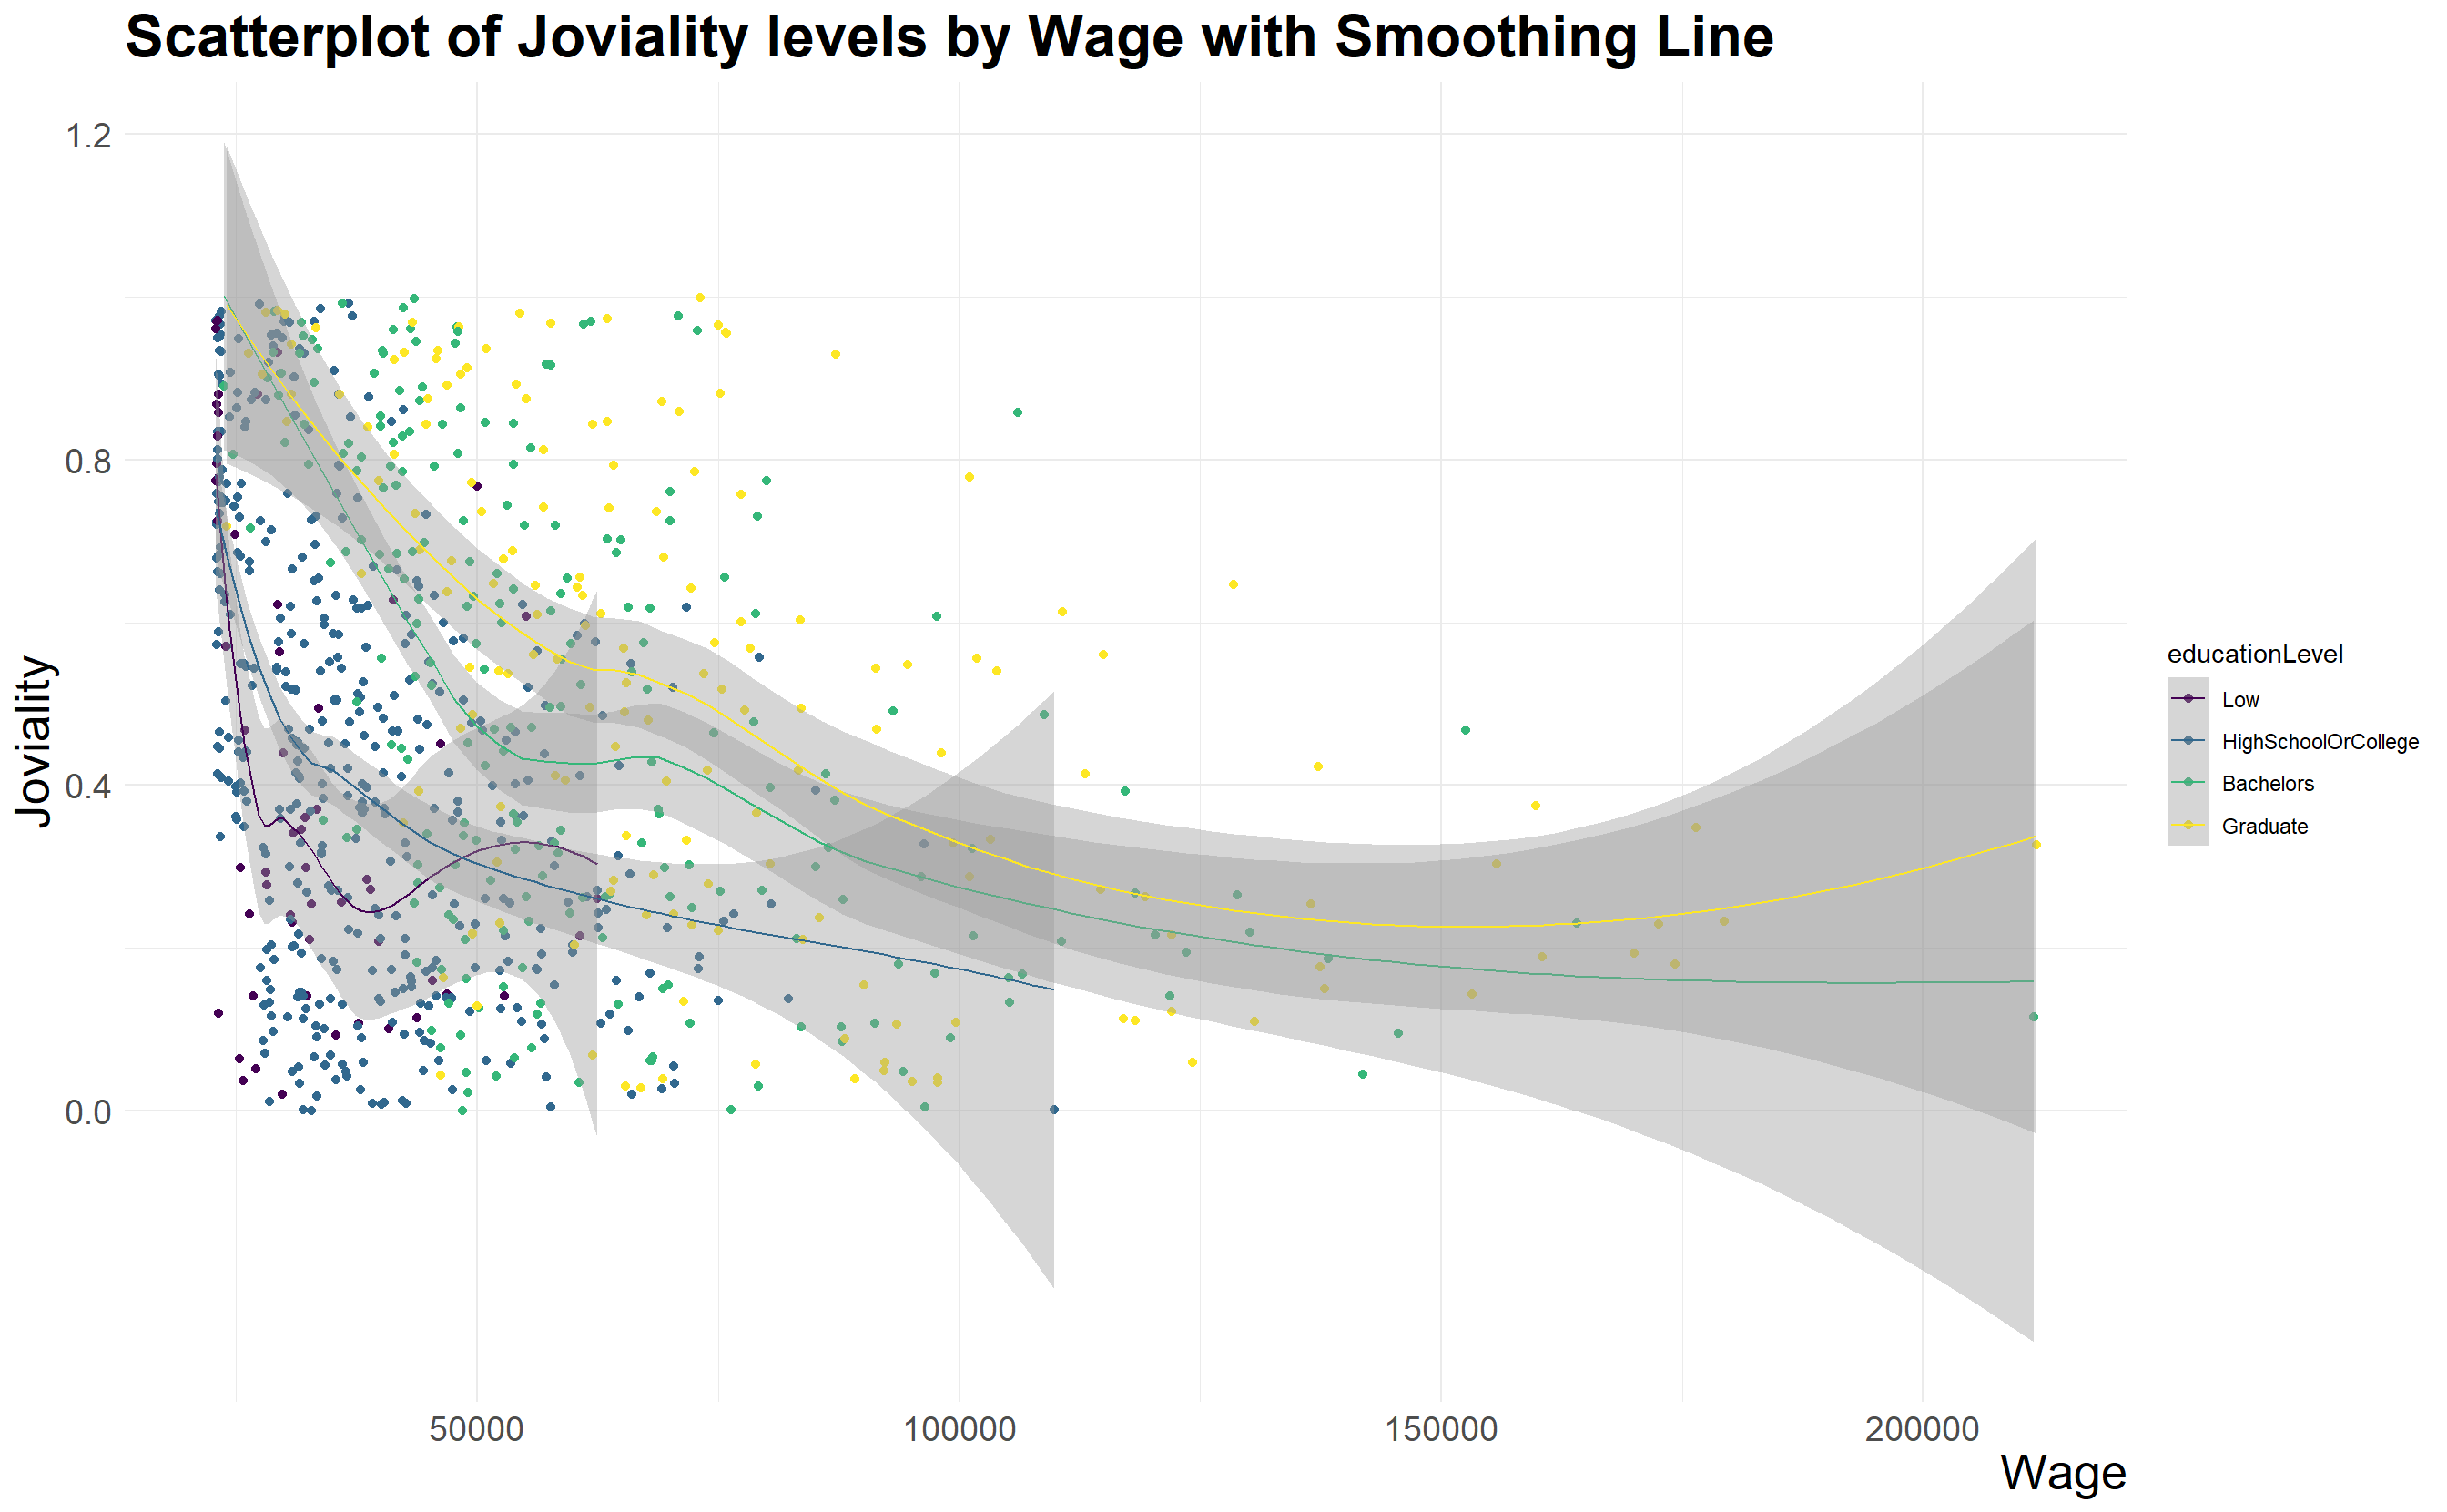 Scatterplot of Joviality levels by Wage with Smoothing Line
1.2
0.8
0.4
0.0
Joviality
50000
100000
150000
200000
Wage
educationLevel
Low
HighSchoolOrCollege
Bachelors
Graduate